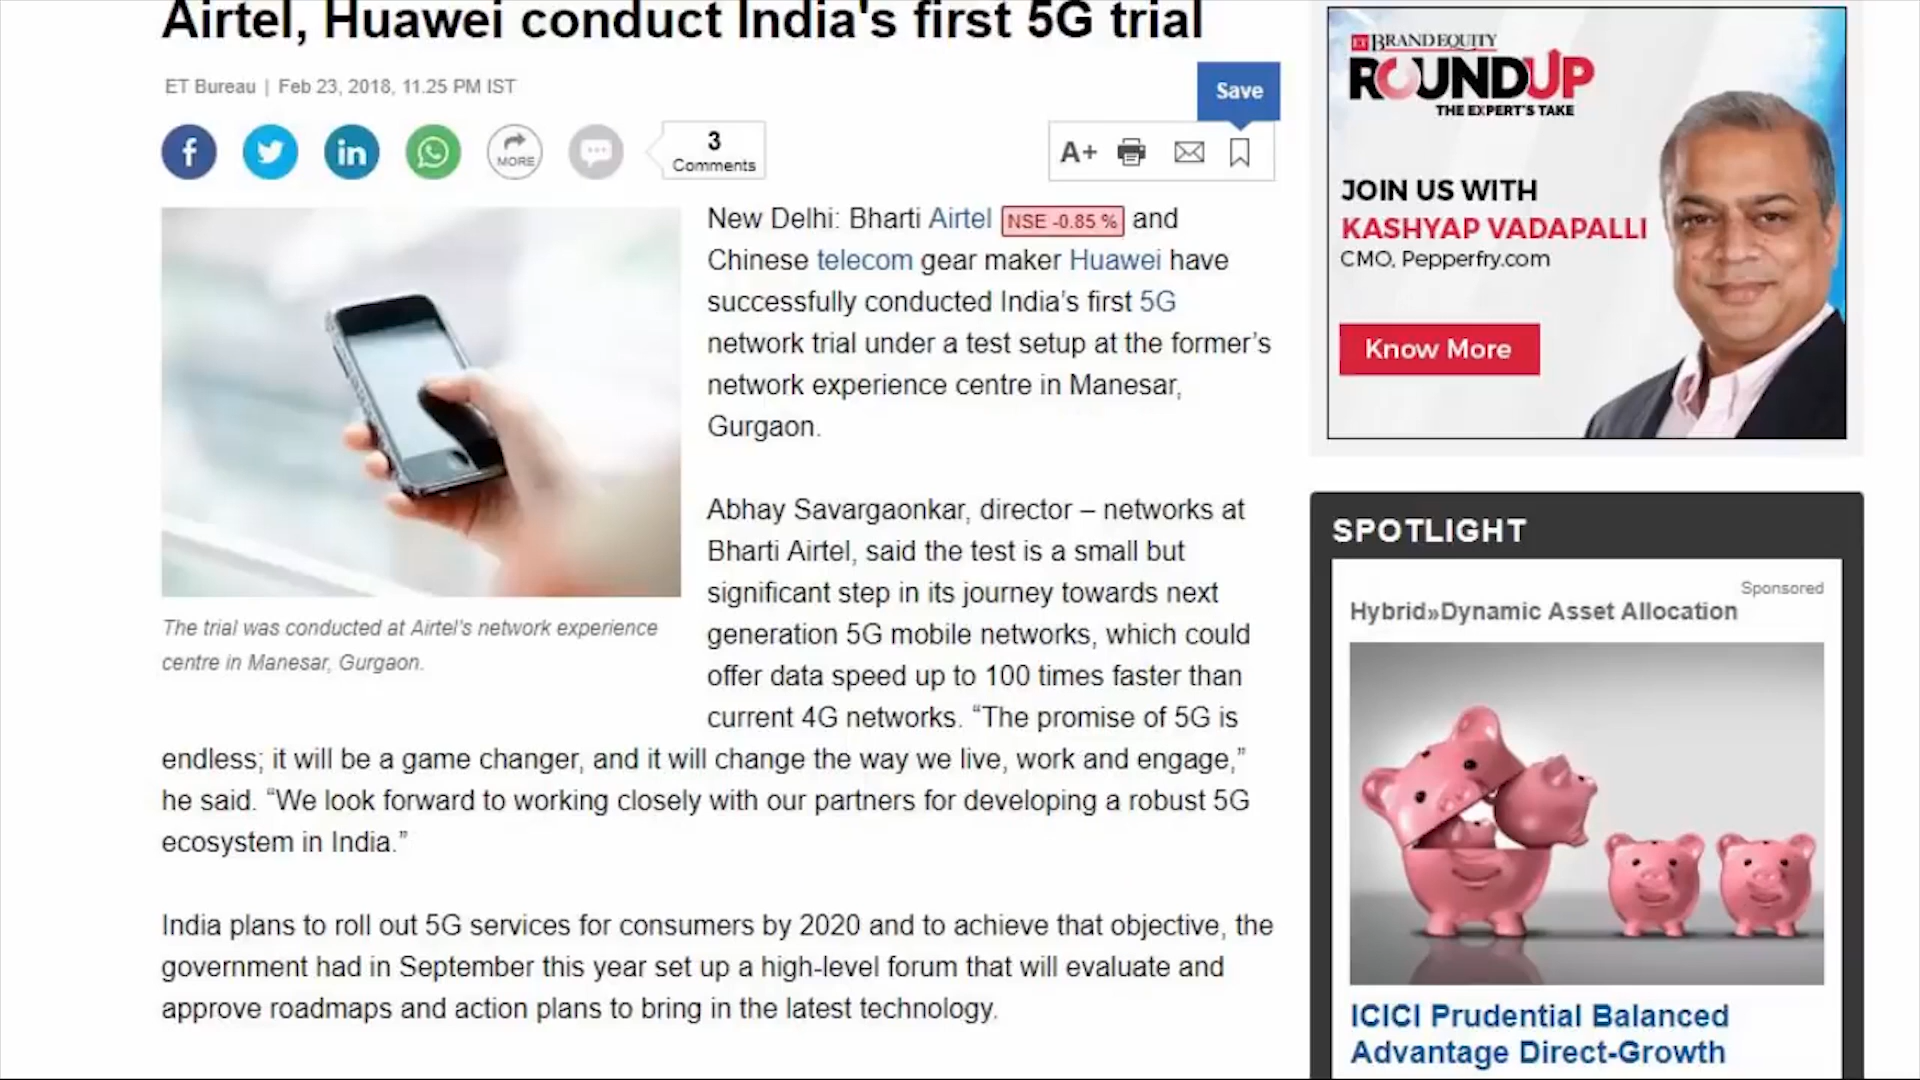 Airtel, Huawei conduct India's first 5G trial
ET Bureau | Feb 23, 2018, 11.25 PM IST
Save
MORE
3
Comments
A+
New Delhi: Bharti Airtel NSE -0.85 % and
Chinese telecom gear maker Huawei have
successfully conducted India’s first 5G
network trial under a test setup at the former’s
network experience centre in Manesar,
Gurgaon.
The trial was conducted at Airtel's network experience
centre in Manesar, Gurgaon.
Abhay Savargaonkar, director – networks at
Bharti Airtel, said the test is a small but
significant step in its journey towards next
generation 5G mobile networks, which could
offer data speed up to 100 times faster than
current 4G networks. “The promise of 5G is
endless; it will be a game changer, and it will change the way we live, work and engage,”
he said. “We look forward to working closely with our partners for developing a robust 5G
ecosystem in India.”
India plans to roll out 5G services for consumers by 2020 and to achieve that objective, the
government had in September this year set up a high-level forum that will evaluate and
approve roadmaps and action plans to bring in the latest technology.
ET BRAND EQUITY
ROUNDUP
THE EXPERT'S TAKE
JOIN US WITH
KASHYAP VADAPALLI
CMO, Pepperfry.com
Know More
SPOTLIGHT
Sponsored
Hybrid»Dynamic Asset Allocation
ICICI Prudential Balanced
Advantage Direct-Growth